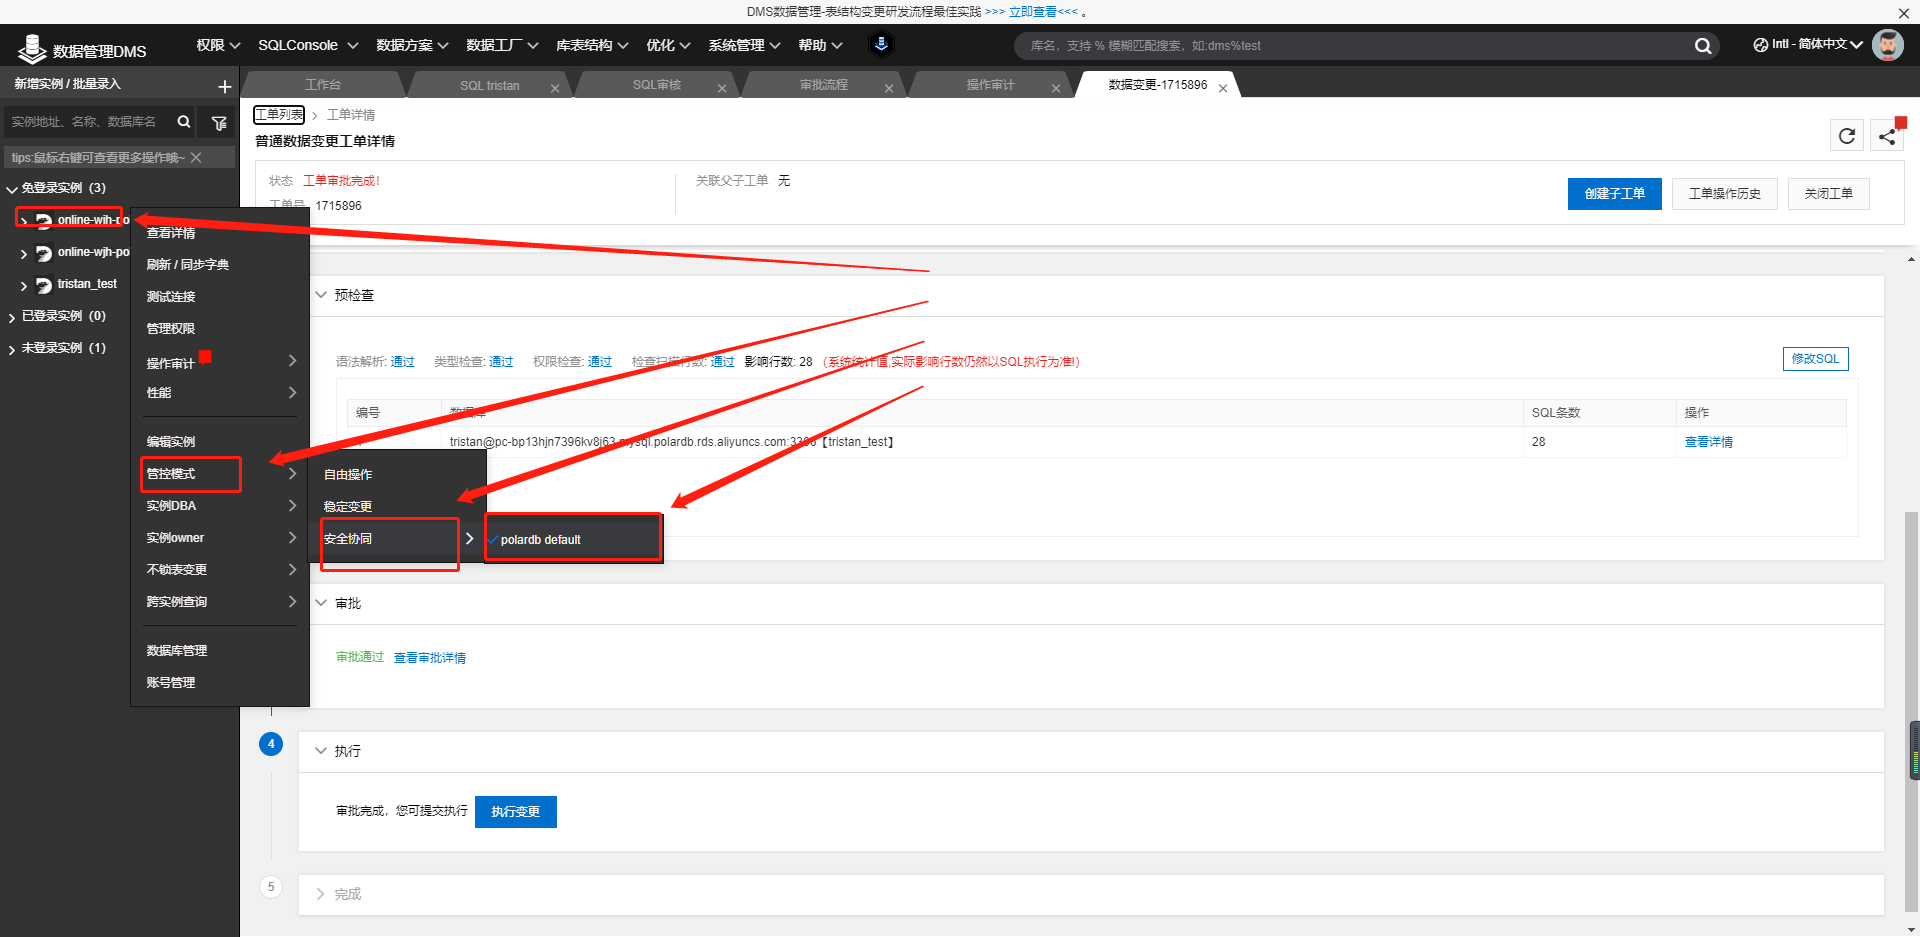 DMS数据管理-表结构变更研发流程最佳实践 >>> 立即查看<<< 。
数据管理DMS
权限 SQLConsole 数据方案 数据工厂 库表结构 优化 系统管理 帮助
库名，支持 % 模糊匹配搜索，如:dms%test
Intl - 简体中文
新增实例 / 批量录入
工作台 SQL tristan SQL审核 审批流程 操作审计 数据变更-1715896
实例地址、名称、数据库名
工单列表 > 工单详情
普通数据变更工单详情
tips:鼠标右键可查看更多操作哦~
状态 工单审批完成！
关联父子工单 无
创建子工单 工单操作历史 关闭工单
工单号 1715896
免登录实例（3）
online-wjh-po
online-wjh-po
tristan_test
已登录实例（0）
未登录实例（1）
查看详情
刷新 / 同步字典
测试连接
管理权限
操作审计
性能
编辑实例
管控模式
实例DBA
实例owner
不锁表变更
跨实例查询
数据库管理
账号管理
自由操作
稳定变更
安全协同
polardb default
预检查
语法解析: 通过 类型检查: 通过 权限检查: 通过 检查扫描行数: 通过 影响行数: 28 （系统统计值,实际影响行数仍然以SQL执行为准!）
修改SQL
编号 数据库 SQL条数 操作
tristan@pc-bp13hjn7396kv8j63.mysql.polardb.rds.aliyuncs.com:3306【tristan_test】 28 查看详情
审批
审批通过 查看审批详情
4 执行
审批完成，您可提交执行 执行变更
5 完成